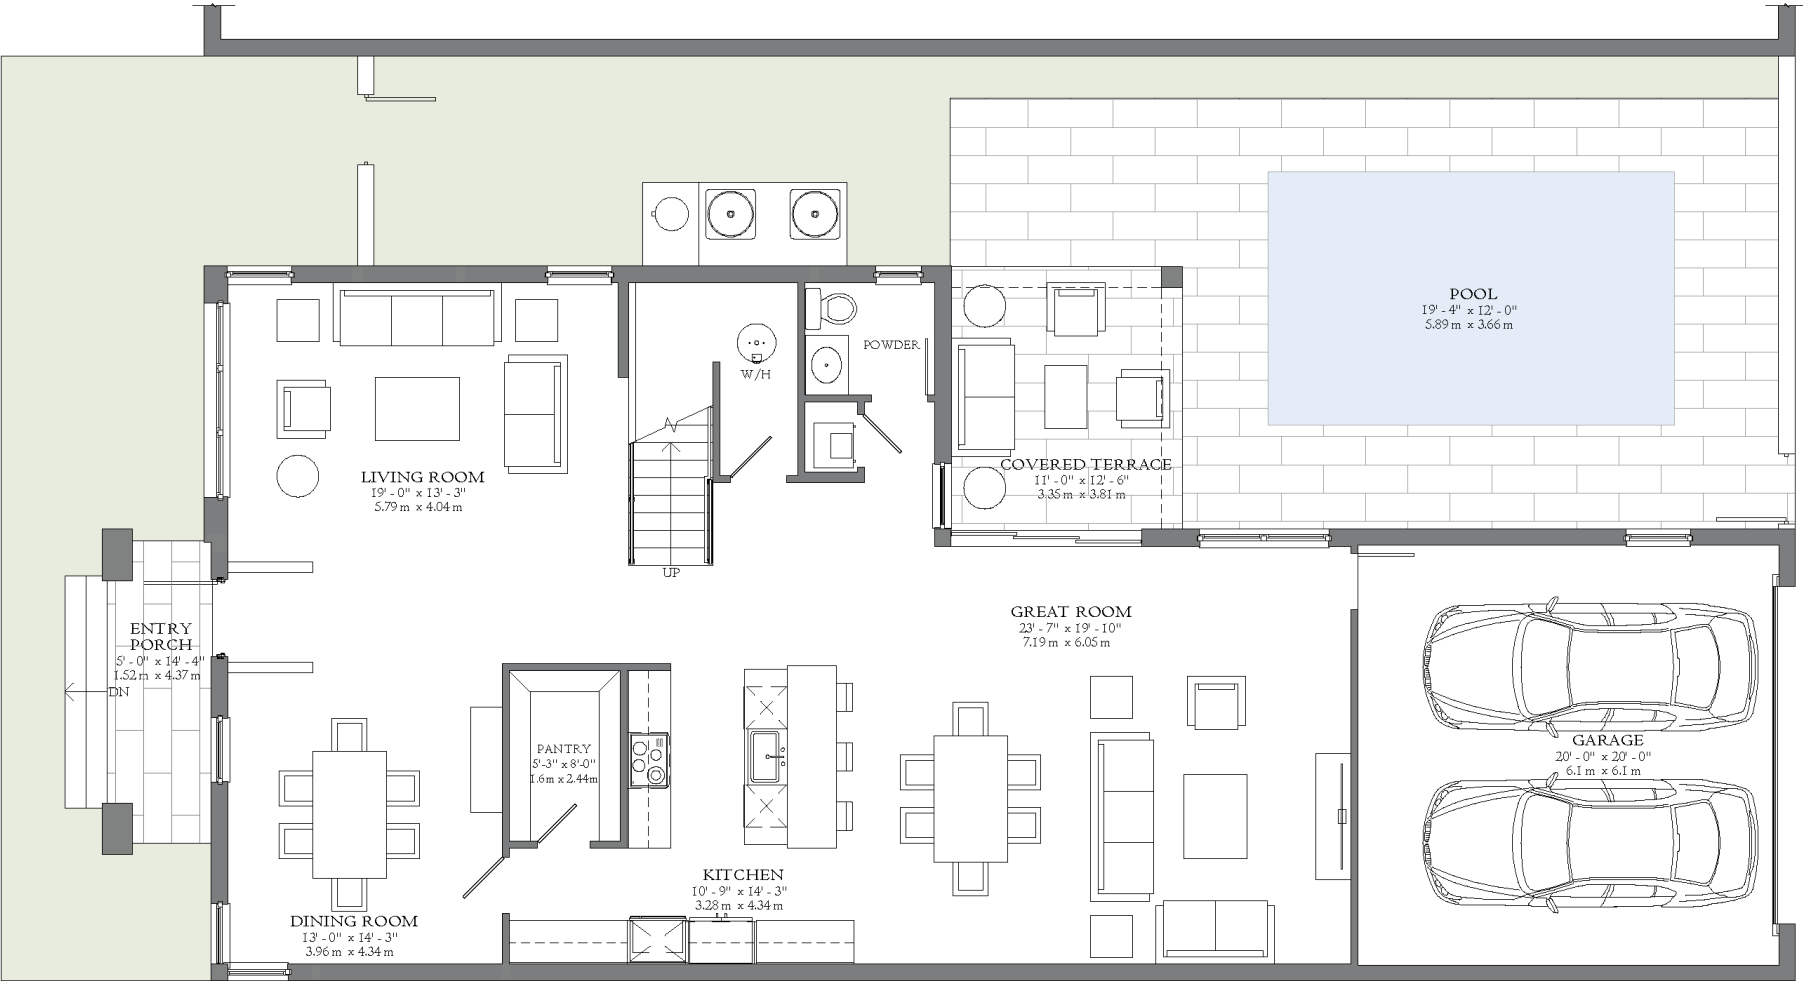 POOL
19' - 4" x 12' - 0"
5.89 m x 3.66 m
POWDER
W/H
COVERED TERRACE
11' - 0" x 12' - 6"
3.35 m x 3.81 m
LIVING ROOM
19' - 0" x 13' - 3"
5.79 m x 4.04 m
UP
GREAT ROOM
23' - 7" x 19' - 10"
7.19 m x 6.05 m
ENTRY
PORCH
5' - 0" x 14' - 4"
1.52 m x 4.37 m
DN
PANTRY
5'-3" x 8'-0"
1.6m x 2.44m
GARAGE
20' - 0" x 20' - 0"
6.1 m x 6.1 m
KITCHEN
10' - 9" x 14' - 3"
3.28 m x 4.34 m
DINING ROOM
13' - 0" x 14' - 3"
3.96 m x 4.34 m